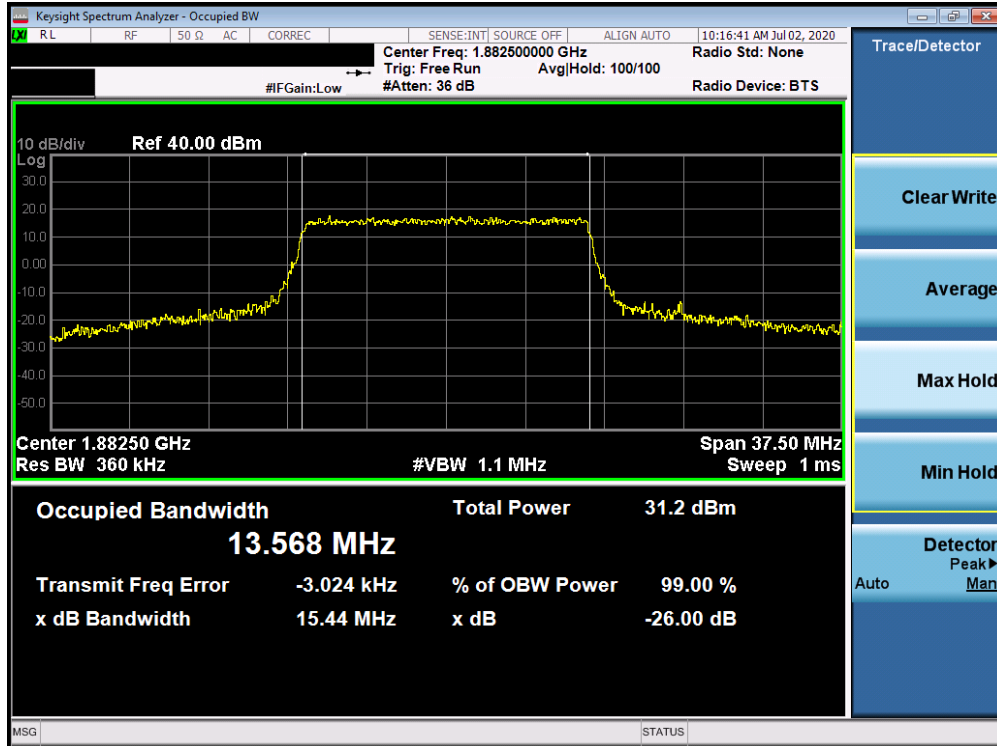 Keysight Spectrum Analyzer - Occupied BW
LXI RL RF 50 Ω AC CORREC SENSE:INT SOURCE OFF ALIGN AUTO 10:16:41 AM Jul 02, 2020
Center Freq: 1.882500000 GHz Radio Std: None
Trig: Free Run Avg|Hold: 100/100
#IFGain:Low #Atten: 36 dB Radio Device: BTS
10 dB/div Ref 40.00 dBm
Log
30.0
20.0
10.0
0.00
-10.0
-20.0
-30.0
-40.0
-50.0
Center 1.88250 GHz Span 37.50 MHz
Res BW 360 kHz #VBW 1.1 MHz Sweep 1 ms
Occupied Bandwidth Total Power 31.2 dBm
13.568 MHz
Transmit Freq Error -3.024 kHz % of OBW Power 99.00 %
x dB Bandwidth 15.44 MHz x dB -26.00 dB
MSG STATUS
Trace/Detector
Clear Write
Average
Max Hold
Min Hold
Detector
Peak▶
Auto Man